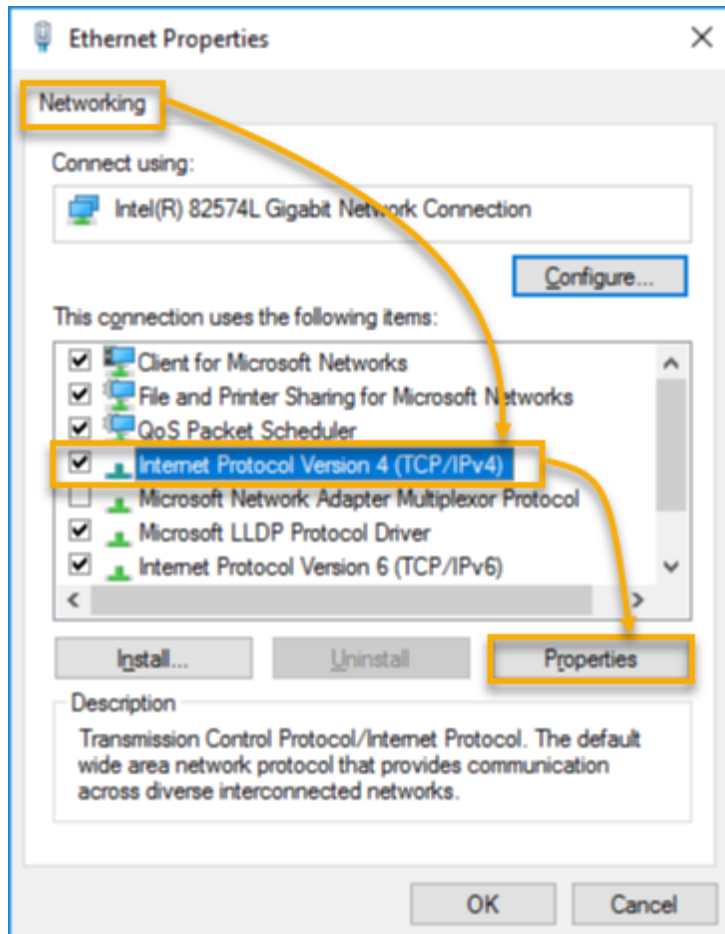 Ethernet Properties
Networking
Connect using:
Intel(R) 82574L Gigabit Network Connection
Configure...
This connection uses the following items:
Client for Microsoft Networks
File and Printer Sharing for Microsoft Networks
QoS Packet Scheduler
Internet Protocol Version 4 (TCP/IPv4)
Microsoft Network Adapter Multiplexor Protocol
Microsoft LLDP Protocol Driver
Internet Protocol Version 6 (TCP/IPv6)
Install...
Uninstall
Properties
Description
Transmission Control Protocol/Internet Protocol. The default
wide area network protocol that provides communication
across diverse interconnected networks.
OK
Cancel